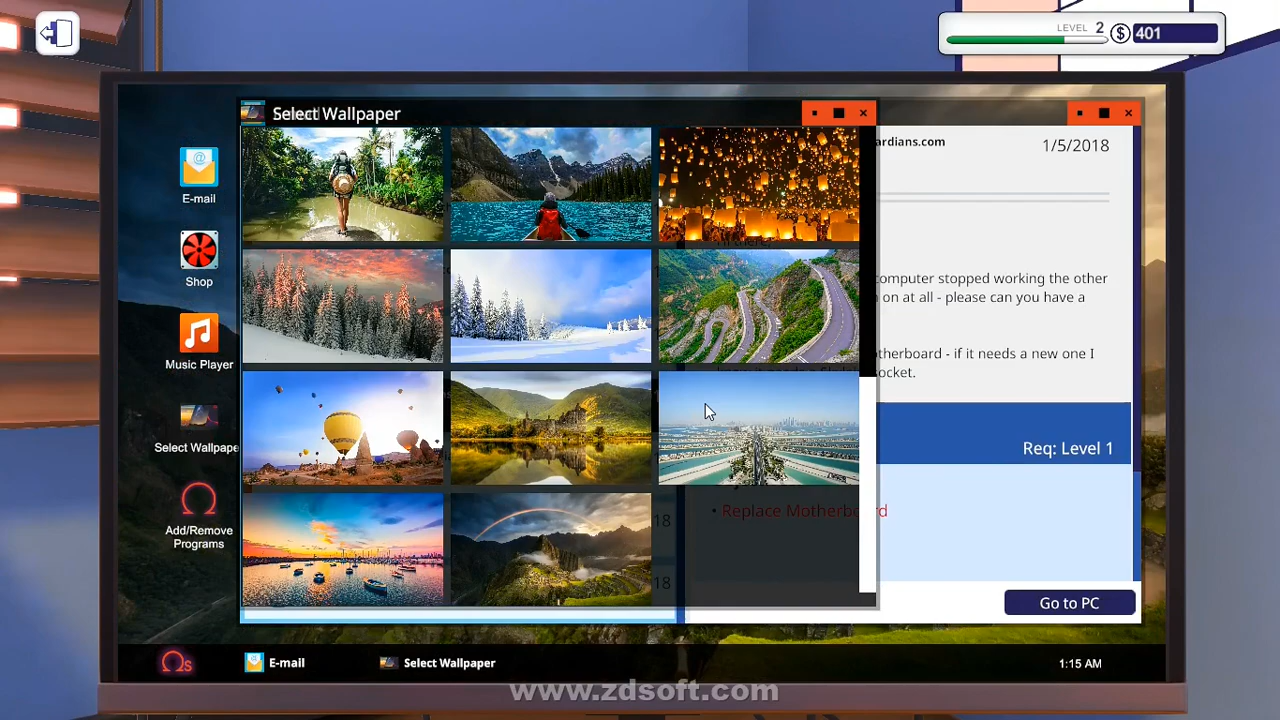 LEVEL 2
$ 401
Select Wallpaper
ardians.com
1/5/2018
E-mail
Shop
computer stopped working the other
n on at all - please can you have a
Music Player
otherboard - if it needs a new one I
ocket.
Select Wallpape
Req: Level 1
• Replace Motherboard
18
Add/Remove
Programs
18
Go to PC
E-mail
Select Wallpaper
1:15 AM
www.zdsoft.com